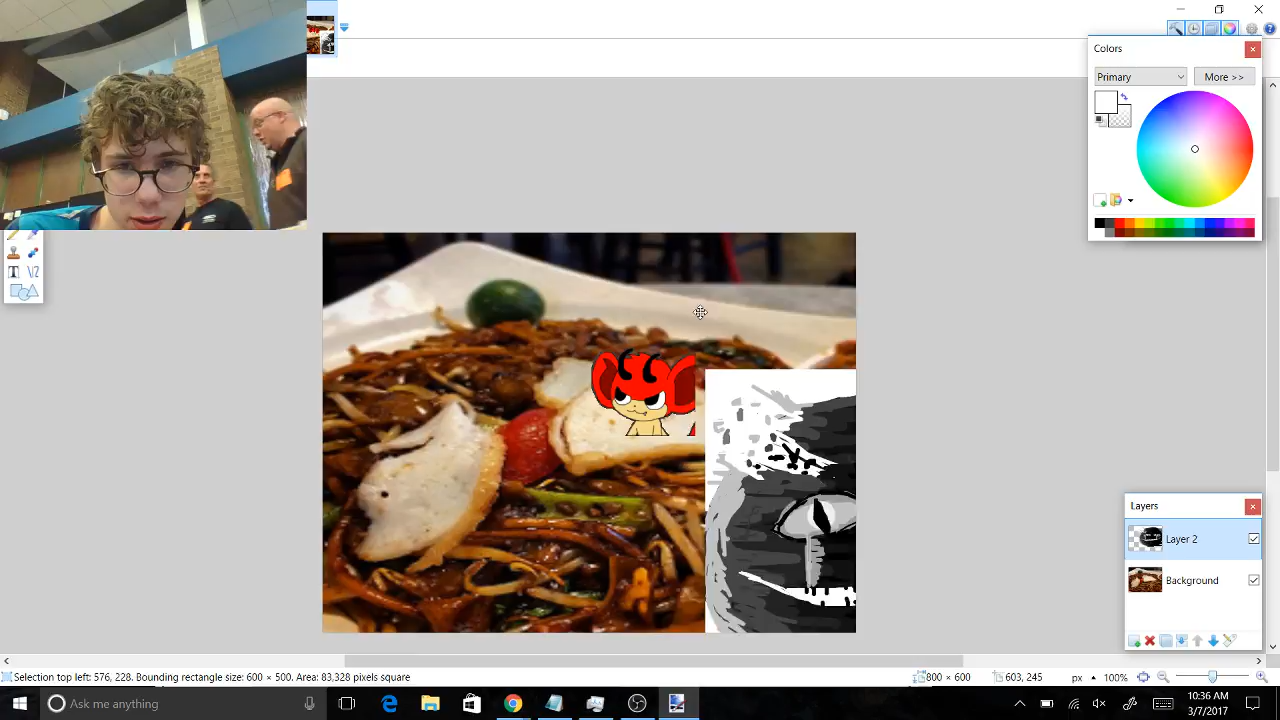 Colors
Primary
More >>
Layers
Layer 2
Background
Selection top left: 576, 228. Bounding rectangle size: 600 × 500. Area: 83,328 pixels square
800 × 600
603, 245
px
100%
Ask me anything
10:36 AM
3/7/2017